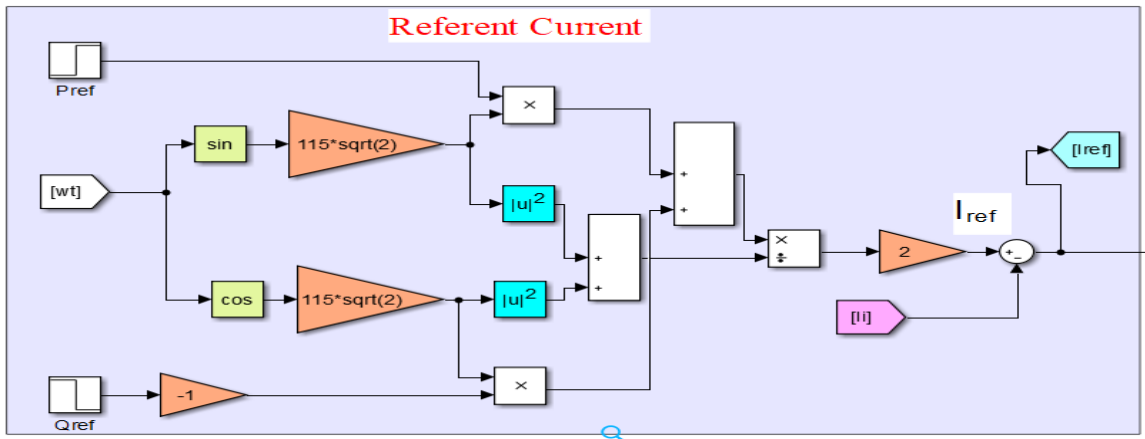 Referent Current
Pref
×
sin
115*sqrt(2)
[wt]
|u|2
+
+
+
+
×
÷
2
Iref
+
-
[Iref]
cos
115*sqrt(2)
|u|2
[Ii]
×
-1
Qref
Q